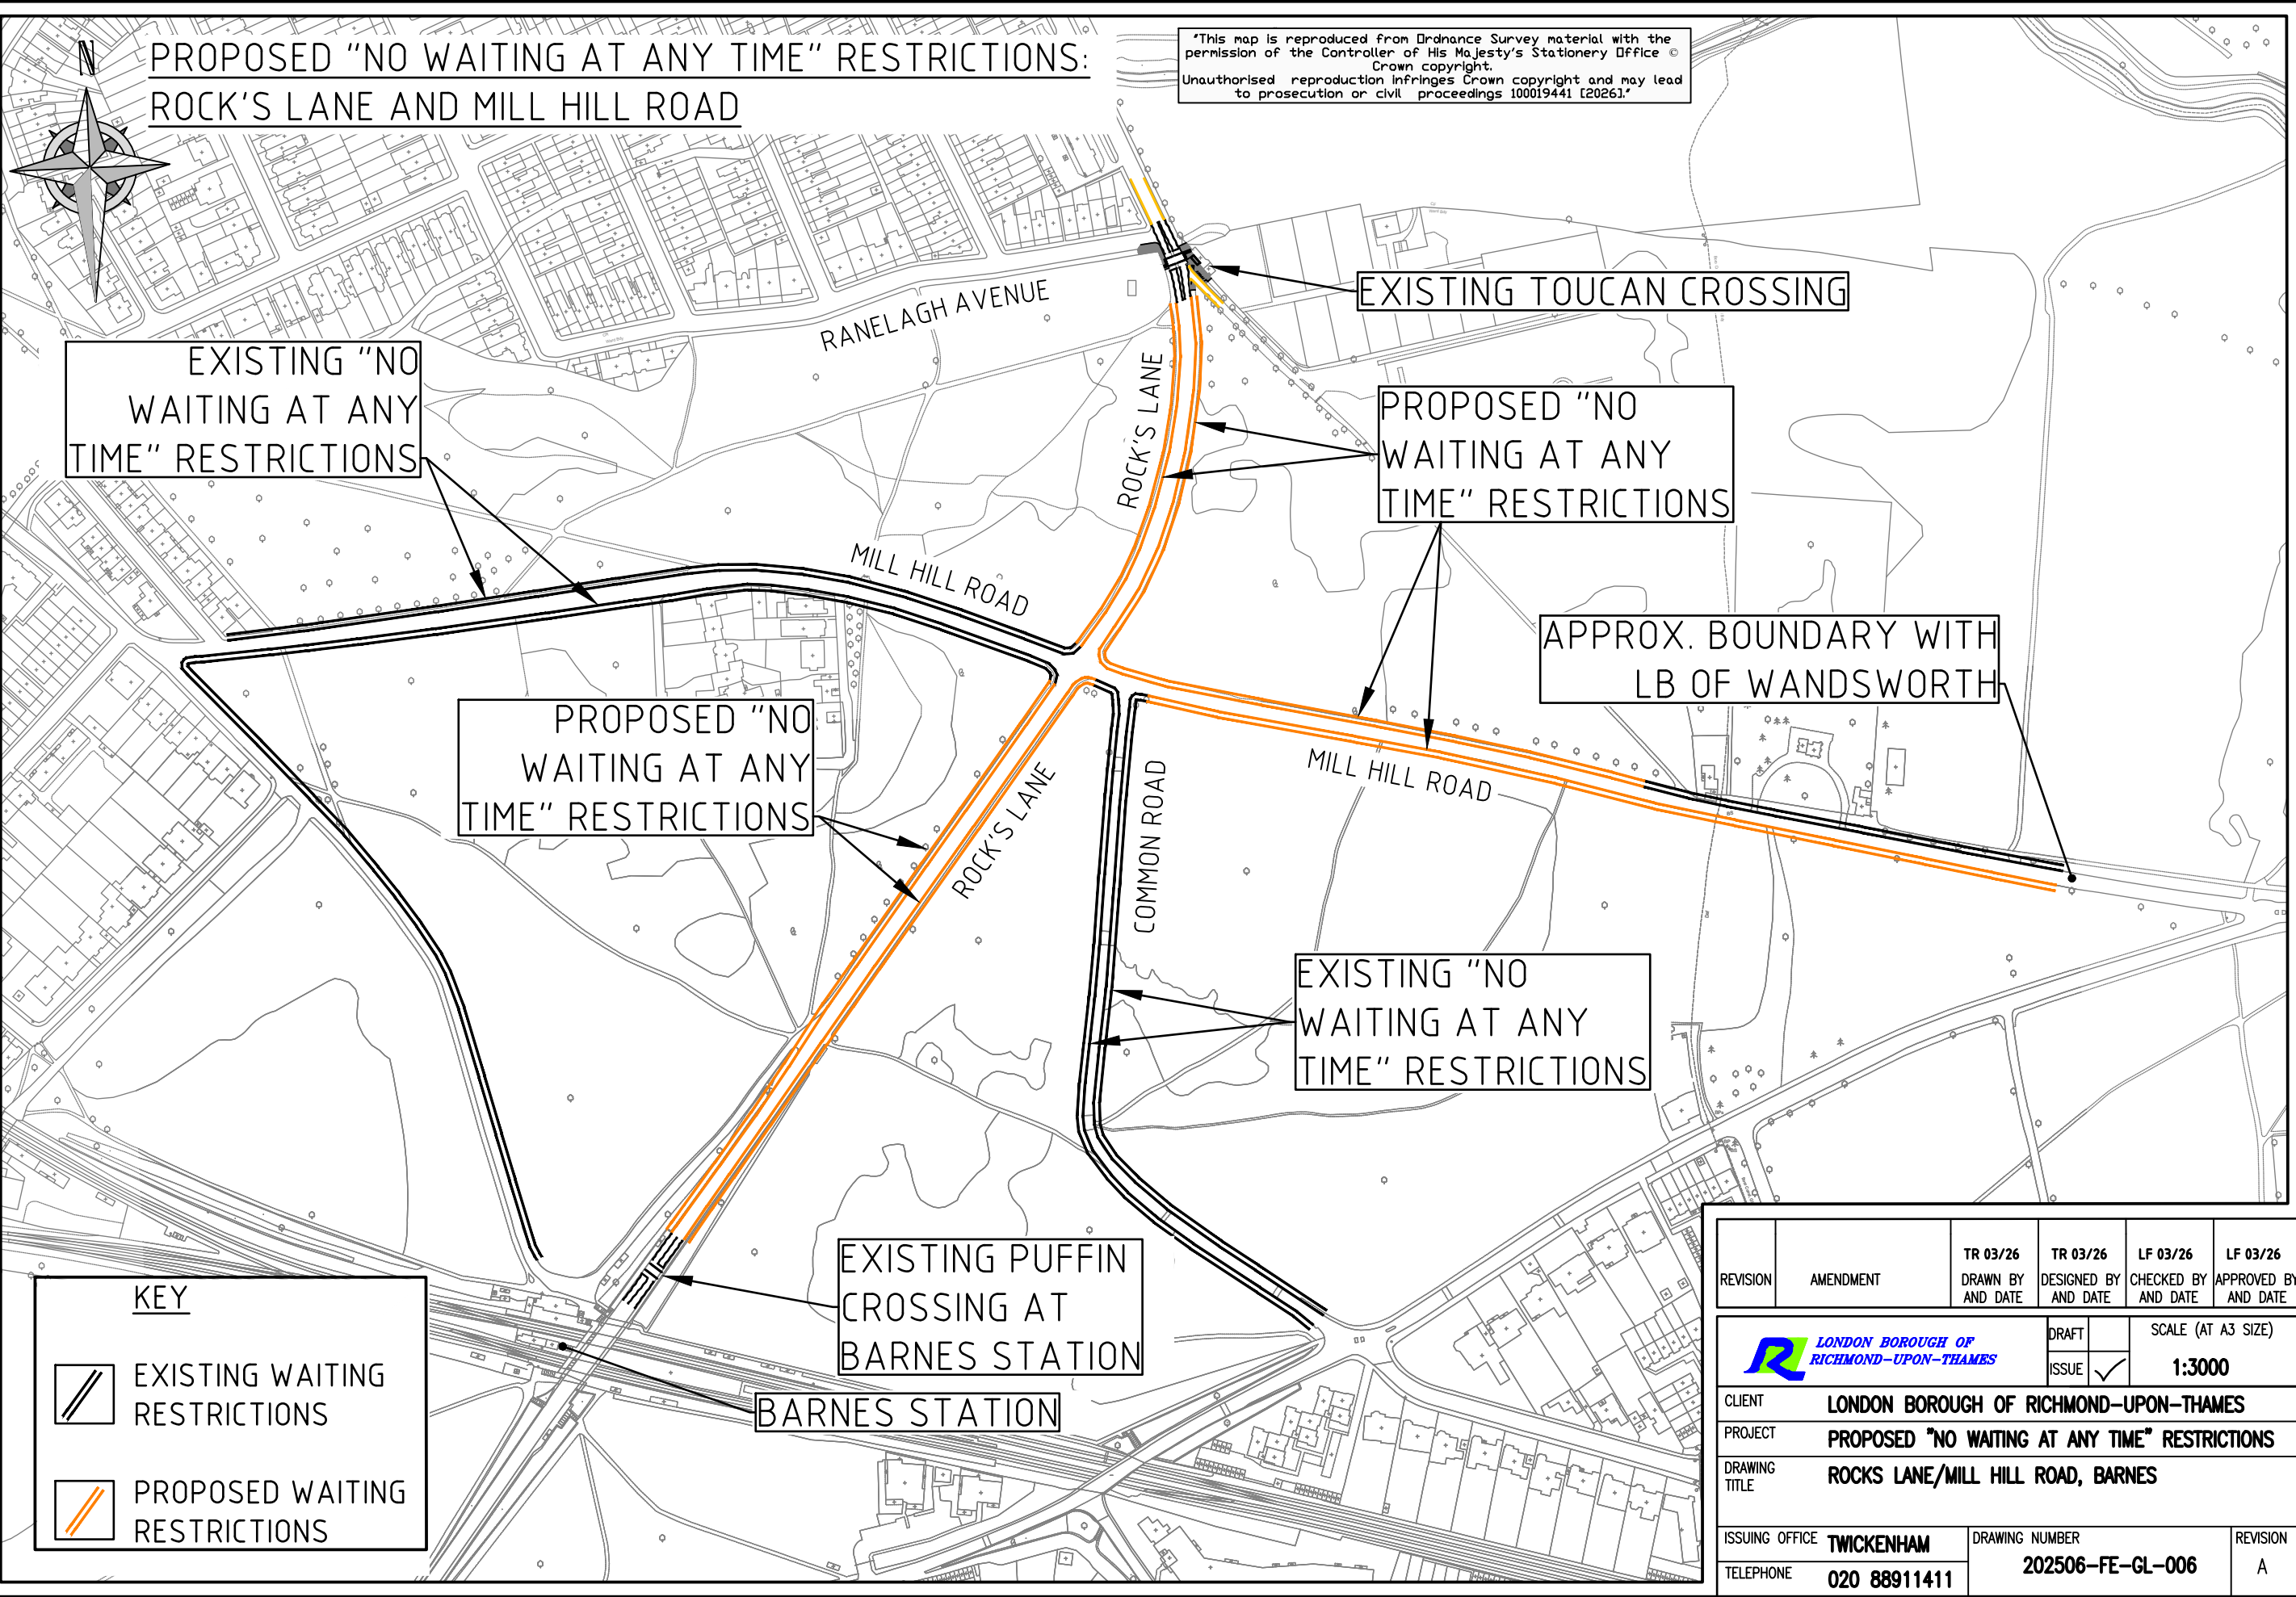 N
PROPOSED "NO WAITING AT ANY TIME" RESTRICTIONS:
ROCK'S LANE AND MILL HILL ROAD
"This map is reproduced from Ordnance Survey material with the
permission of the Controller of His Majesty's Stationery Office ©
Crown copyright.
Unauthorised reproduction infringes Crown copyright and may lead
to prosecution or civil proceedings 100019441 [2026]."
EXISTING TOUCAN CROSSING
RANELAGH AVENUE
EXISTING "NO
WAITING AT ANY
TIME" RESTRICTIONS
ROCK'S LANE
PROPOSED "NO
WAITING AT ANY
TIME" RESTRICTIONS
MILL HILL ROAD
APPROX. BOUNDARY WITH
LB OF WANDSWORTH
PROPOSED "NO
WAITING AT ANY
TIME" RESTRICTIONS
ROCK'S LANE
COMMON ROAD
MILL HILL ROAD
EXISTING "NO
WAITING AT ANY
TIME" RESTRICTIONS
EXISTING PUFFIN
CROSSING AT
BARNES STATION
BARNES STATION
KEY
EXISTING WAITING
RESTRICTIONS
PROPOSED WAITING
RESTRICTIONS
TR 03/26 TR 03/26 LF 03/26 LF 03/26
REVISION AMENDMENT DRAWN BY DESIGNED BY CHECKED BY APPROVED BY
AND DATE AND DATE AND DATE AND DATE
LONDON BOROUGH OF
RICHMOND-UPON-THAMES
DRAFT
ISSUE ✓
SCALE (AT A3 SIZE)
1:3000
CLIENT LONDON BOROUGH OF RICHMOND-UPON-THAMES
PROJECT PROPOSED "NO WAITING AT ANY TIME" RESTRICTIONS
DRAWING
TITLE
ROCKS LANE/MILL HILL ROAD, BARNES
ISSUING OFFICE TWICKENHAM
TELEPHONE 020 88911411
DRAWING NUMBER
202506-FE-GL-006
REVISION
A